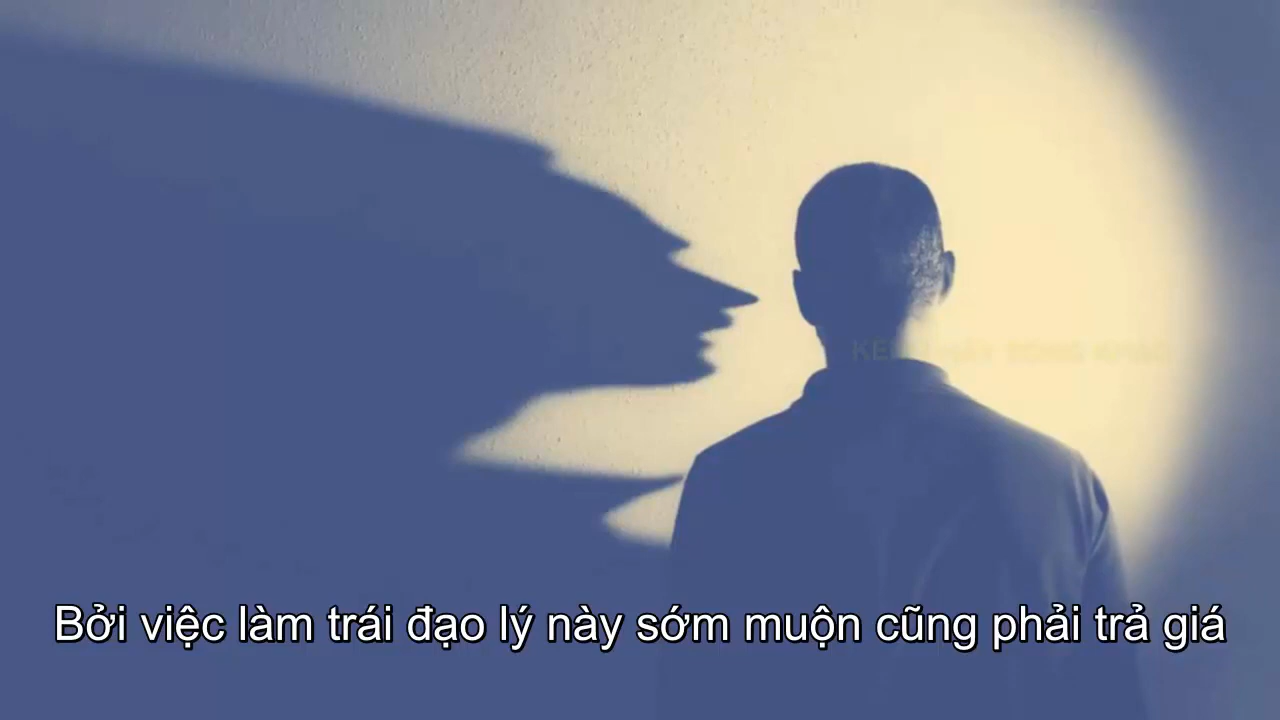 Bởi việc làm trái đạo lý này sớm muộn cũng phải trả giá